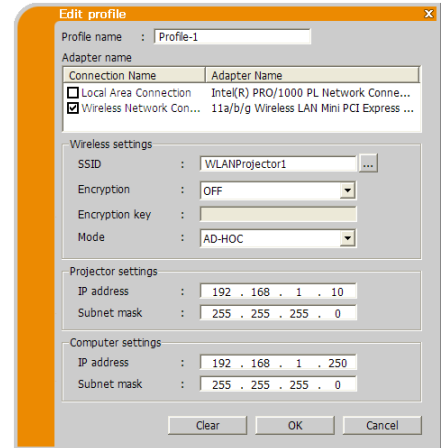 Edit profile x
Profile name : Profile-1
Adapter name
Connection Name Adapter Name
Local Area Connection Intel(R) PRO/1000 PL Network Conne...
Wireless Network Con... 11a/b/g Wireless LAN Mini PCI Express ...
Wireless settings
SSID : WLANProjector1 ...
Encryption : OFF
Encryption key :
Mode : AD-HOC
Projector settings
IP address : 192 . 168 . 1 . 10
Subnet mask : 255 . 255 . 255 . 0
Computer settings
IP address : 192 . 168 . 1 . 250
Subnet mask : 255 . 255 . 255 . 0
Clear OK Cancel